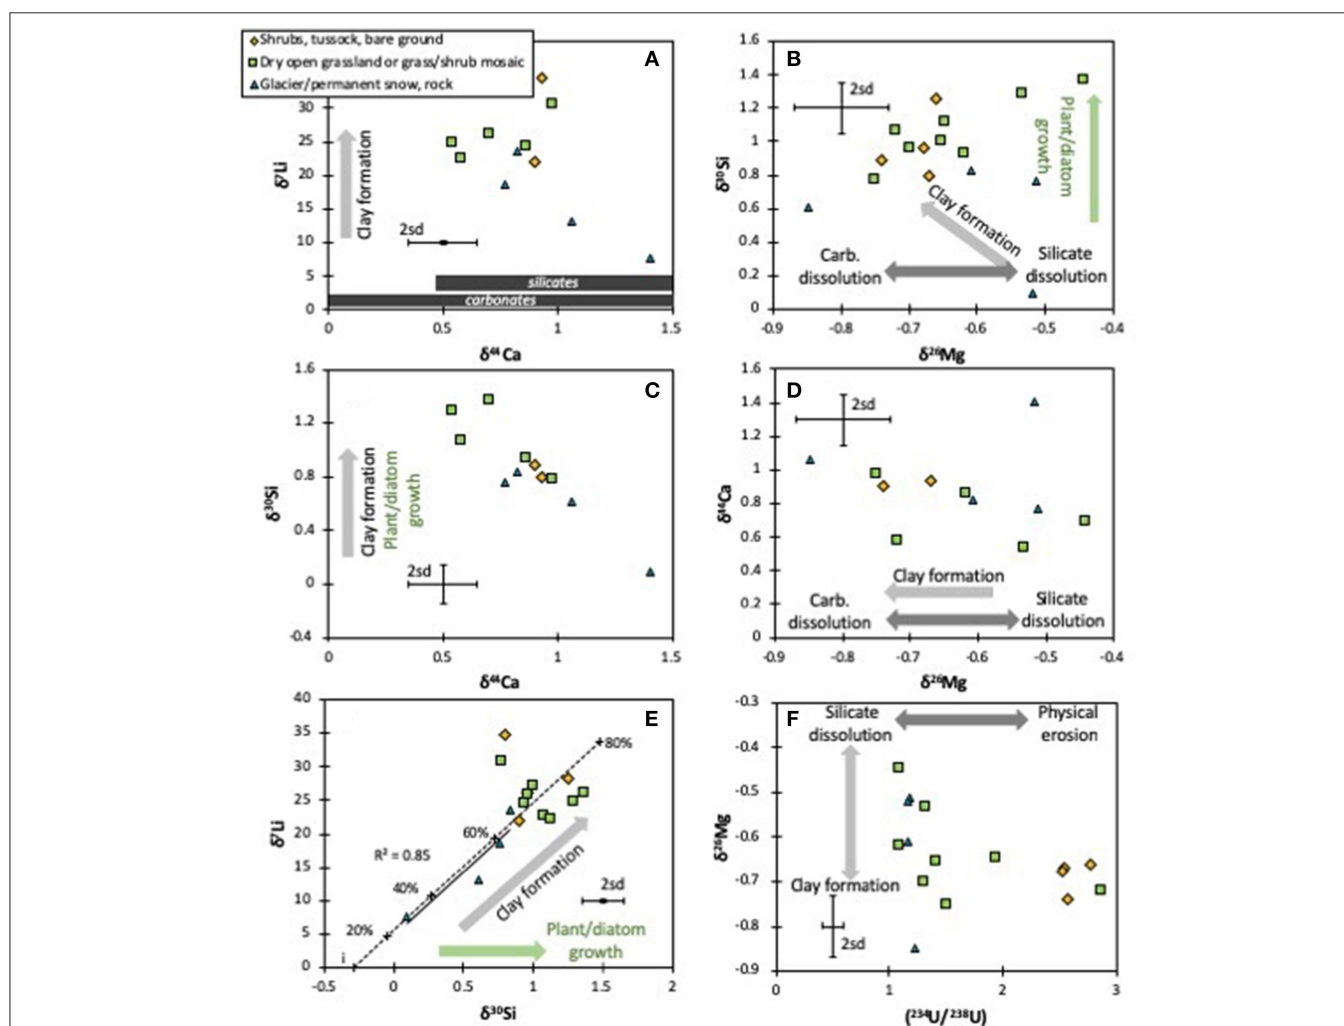 Shrubs, tussock, bare ground
Dry open grassland or grass/shrub mosaic
Glacier/permanent snow, rock
A
30
25
20
15
10
5
0
δ⁷Li
Clay formation
2sd
silicates
carbonates
0
0.5
1
1.5
δ⁴⁴Ca
B
1.6
1.4
1.2
1
0.8
0.6
0.4
0.2
0
δ³⁰Si
2sd
Plant/diatom
growth
Clay formation
Carb.
dissolution
Silicate
dissolution
-0.9
-0.8
-0.7
-0.6
-0.5
-0.4
δ²⁶Mg
C
1.6
1.2
0.8
0.4
0
-0.4
δ³⁰Si
Clay formation
Plant/diatom
growth
2sd
0
0.5
1
1.5
δ⁴⁴Ca
D
1.6
1.4
1.2
1
0.8
0.6
0.4
0.2
0
δ⁴⁴Ca
2sd
Clay formation
Carb.
dissolution
Silicate
dissolution
-0.9
-0.8
-0.7
-0.6
-0.5
-0.4
δ²⁶Mg
E
40
35
30
25
20
15
10
5
0
δ⁷Li
80%
60%
R² = 0.85
40%
20%
i
Clay formation
2sd
Plant/diatom
growth
-0.5
0
0.5
1
1.5
2
δ³⁰Si
F
-0.3
-0.4
-0.5
-0.6
-0.7
-0.8
-0.9
δ²⁶Mg
Silicate
dissolution
Physical
erosion
Clay formation
2sd
0
1
2
3
(²³⁴U/²³⁸U)